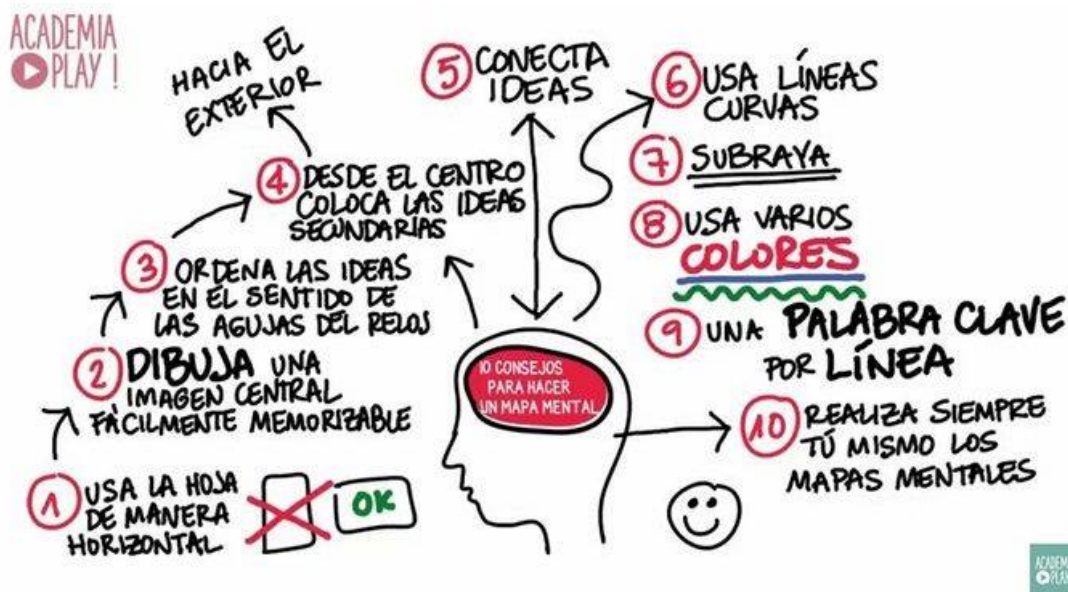 ACADEMIA
PLAY !
HACIA EL
EXTERIOR
5 CONECTA
IDEAS
6 USA LÍNEAS
CURVAS
7 SUBRAYA
8 USA VARIOS
COLORES
9 UNA PALABRA CLAVE
POR LÍNEA
10 REALIZA SIEMPRE
TÚ MISMO LOS
MAPAS MENTALES
4 DESDE EL CENTRO
COLOCA LAS IDEAS
SECUNDARIAS
3 ORDENA LAS IDEAS
EN EL SENTIDO DE
LAS AGUJAS DEL RELOJ
2 DIBUJA UNA
IMAGEN CENTRAL
FÁCILMENTE MEMORIZABLE
1 USA LA HOJA
DE MANERA
HORIZONTAL
OK
10 CONSEJOS
PARA HACER
UN MAPA MENTAL